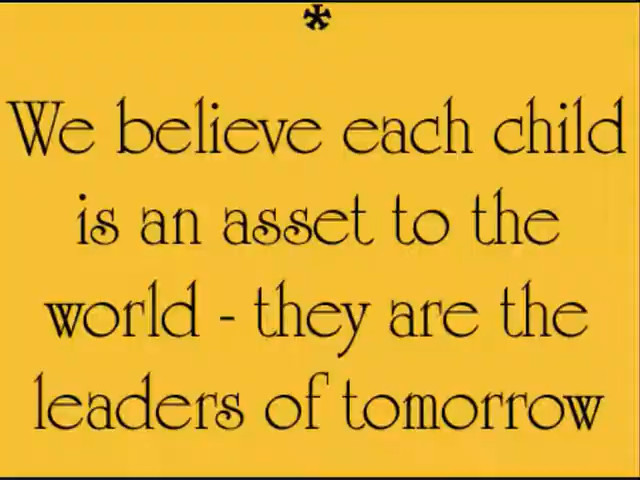 *
We believe each child
is an asset to the
world - they are the
leaders of tomorrow